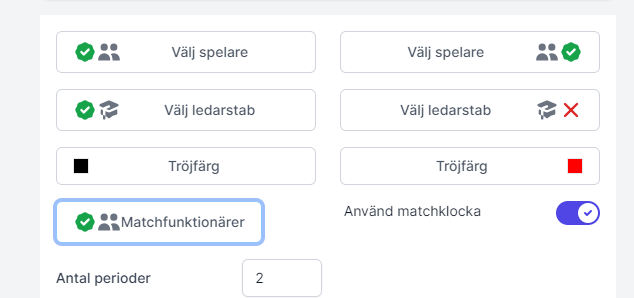 Välj spelare
Välj spelare
Välj ledarstab
Välj ledarstab
Tröjfärg
Tröjfärg
Matchfunktionärer
Använd matchklocka
Antal perioder
2